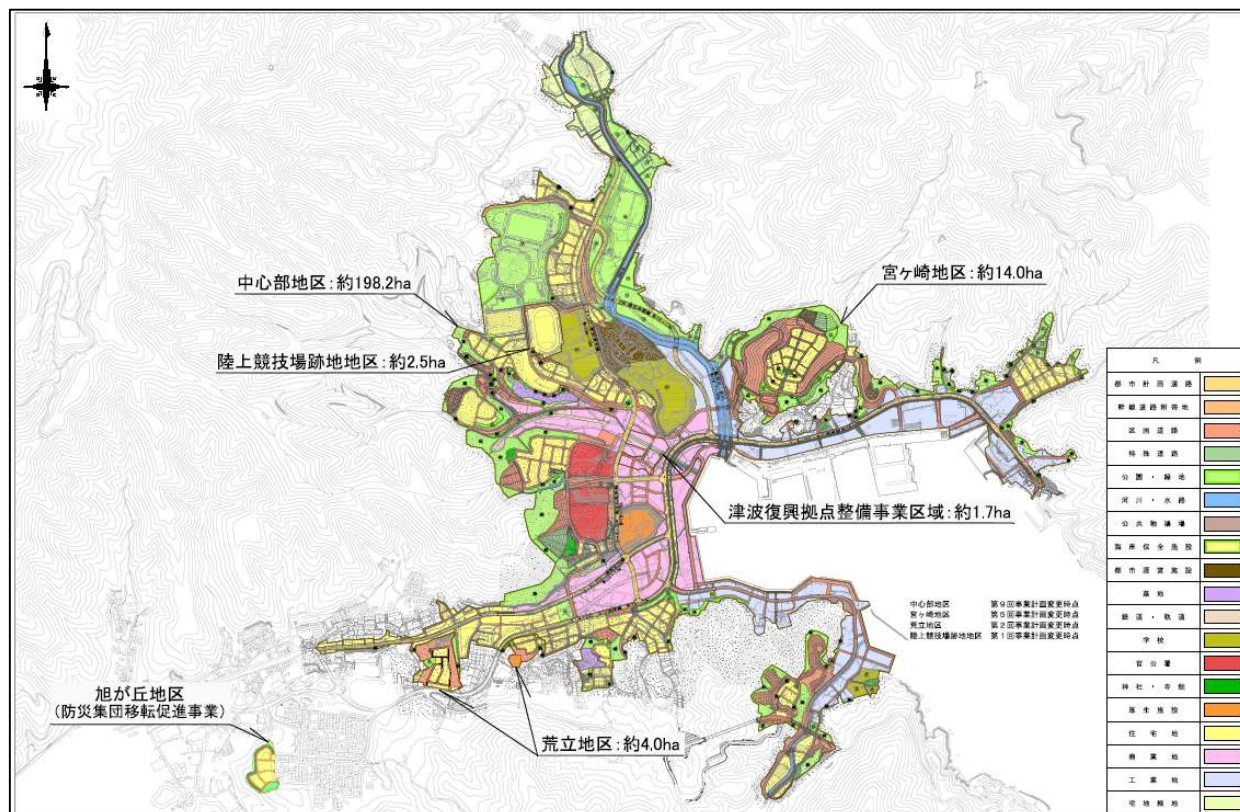 中心部地区：約198.2ha
宮ヶ崎地区：約14.0ha
陸上競技場跡地地区：約2.5ha
津波復興拠点整備事業区域：約1.7ha
中心部地区 第9回事業計画変更時点
宮ヶ崎地区 第5回事業計画変更時点
荒立地区 第2回事業計画変更時点
陸上競技場跡地地区 第1回事業計画変更時点
旭が丘地区
（防災集団移転促進事業）
荒立地区：約4.0ha
凡例
都市計画道路
幹線道路附帯地
区画道路
特殊道路
公園・緑地
河川・水路
公共物揚場
海岸保全施設
都市運営施設
墓地
鉄道・軌道
学校
官公署
神社・寺院
厚生施設
住宅地
商業地
工業地